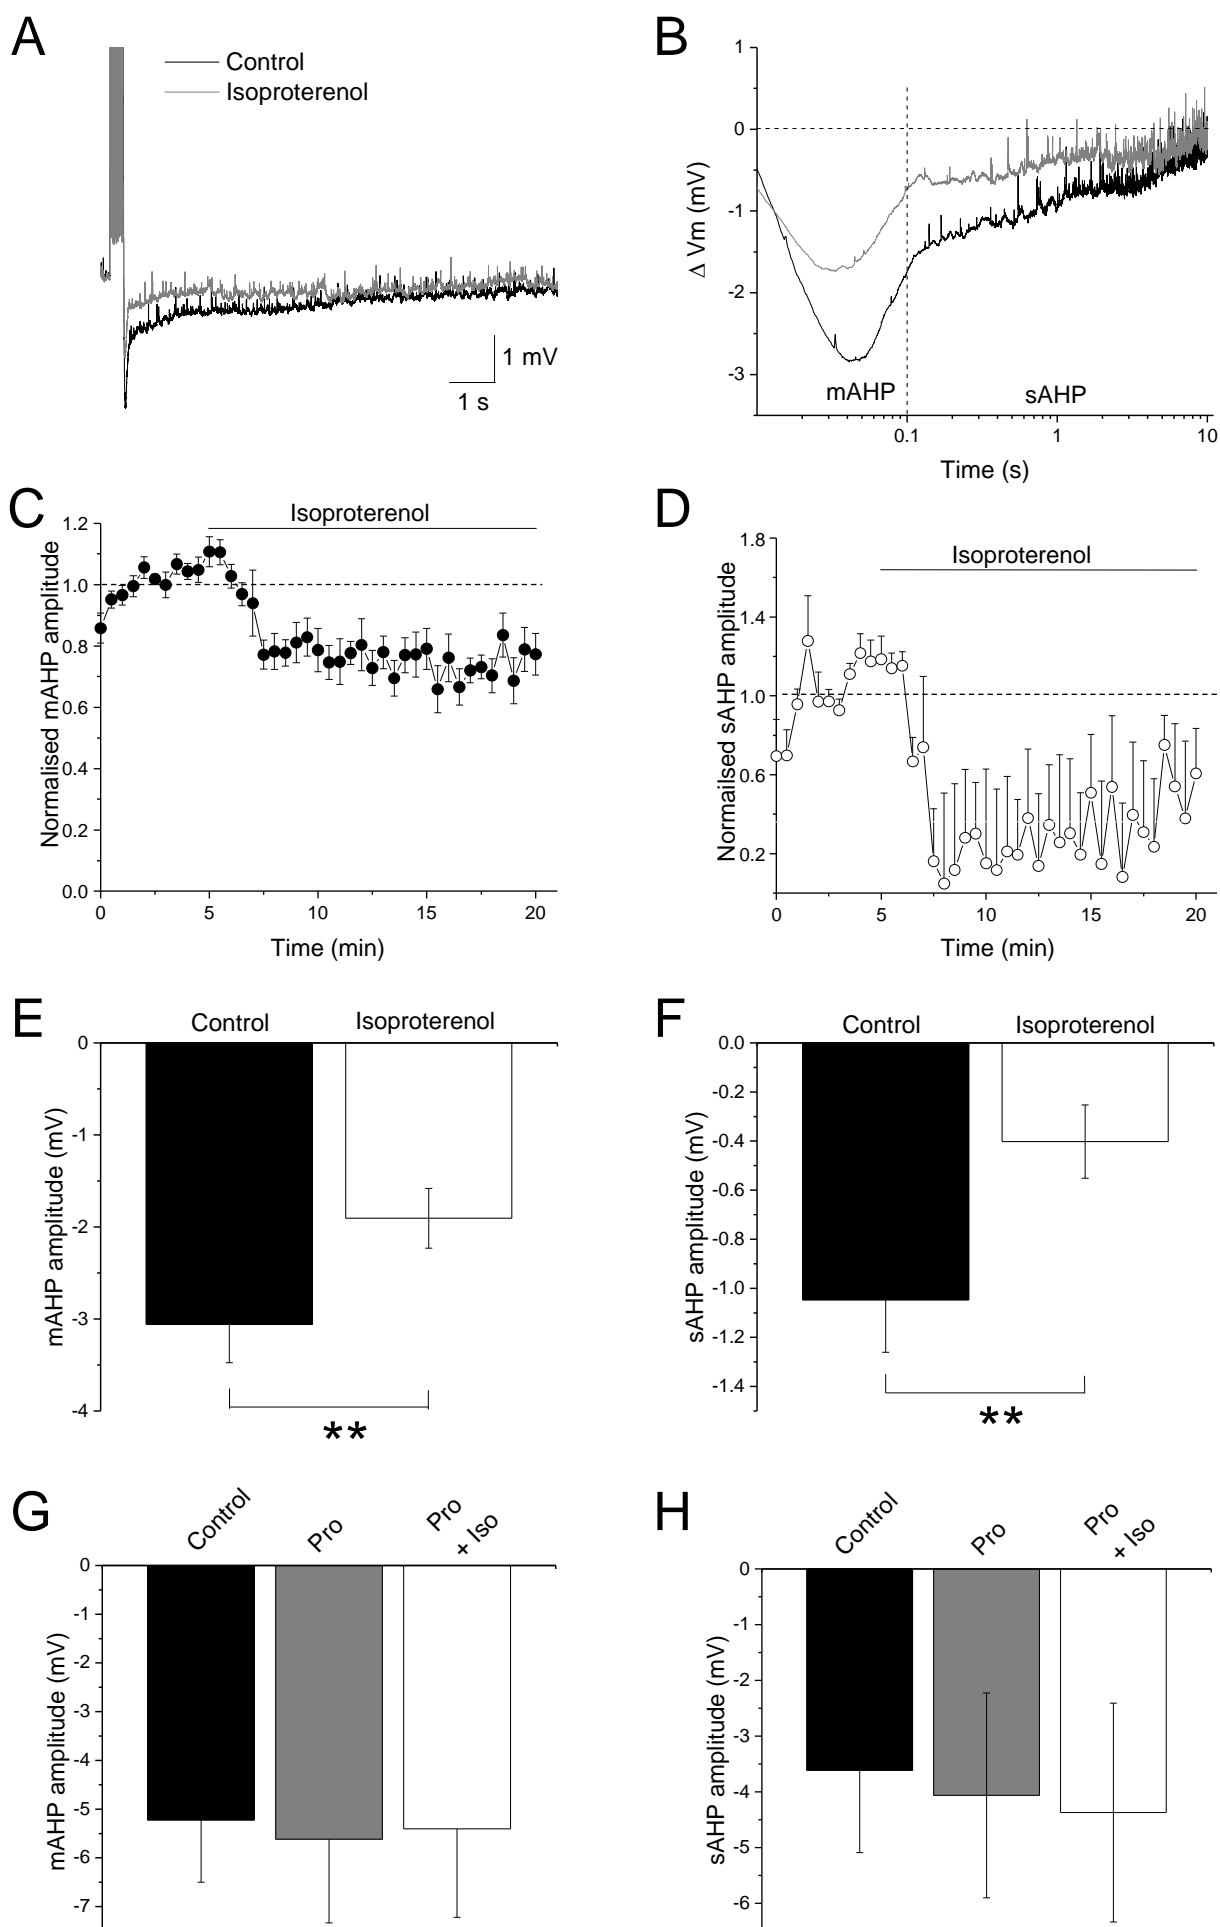 A
Control
Isoproterenol
1 mV
1 s
B
1
0
-1
-2
-3
Δ Vm (mV)
mAHP
sAHP
0.1
1
10
Time (s)
C
Isoproterenol
1.2
1.0
0.8
0.6
0.4
0.2
0.0
Normalised mAHP amplitude
0
5
10
15
20
Time (min)
D
Isoproterenol
1.8
1.4
1.0
0.6
0.2
Normailsed sAHP amplitude
0
5
10
15
20
Time (min)
E
Control
Isoproterenol
0
-1
-2
-3
-4
mAHP amplitude (mV)
**
F
Control
Isoproterenol
0.0
-0.2
-0.4
-0.6
-0.8
-1.0
-1.2
-1.4
sAHP amplitude (mV)
**
G
Control
Pro
Pro
+ Iso
0
-1
-2
-3
-4
-5
-6
-7
mAHP amplitude (mV)
H
Control
Pro
Pro
+ Iso
0
-1
-2
-3
-4
-5
-6
sAHP amplitude (mV)